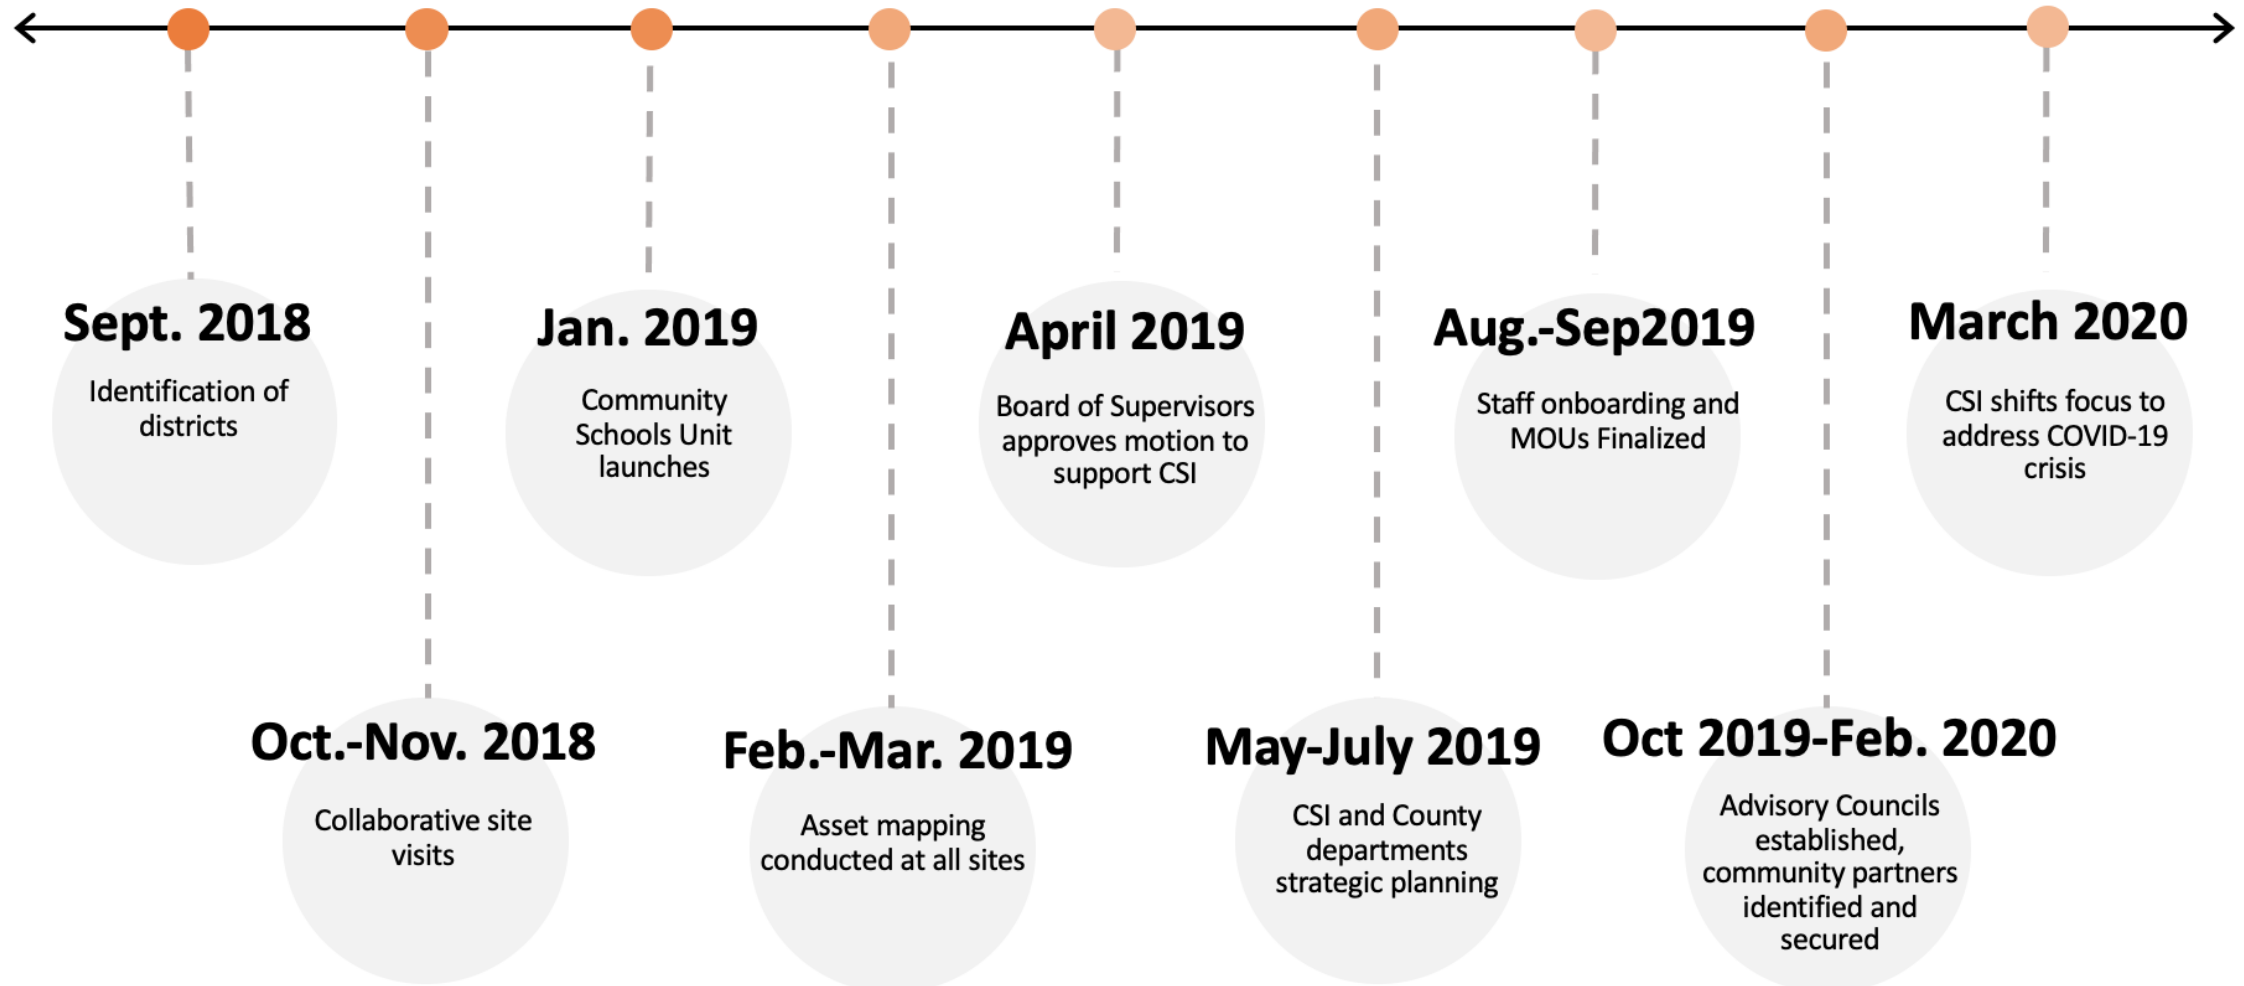 Sept. 2018
Identification of
districts
Oct.-Nov. 2018
Collaborative site
visits
Jan. 2019
Community
Schools Unit
launches
Feb.-Mar. 2019
Asset mapping
conducted at all sites
April 2019
Board of Supervisors
approves motion to
support CSI
May-July 2019
CSI and County
departments
strategic planning
Aug.-Sep2019
Staff onboarding and
MOUs Finalized
Oct 2019-Feb. 2020
Advisory Councils
established,
community partners
identified and
secured
March 2020
CSI shifts focus to
address COVID-19
crisis